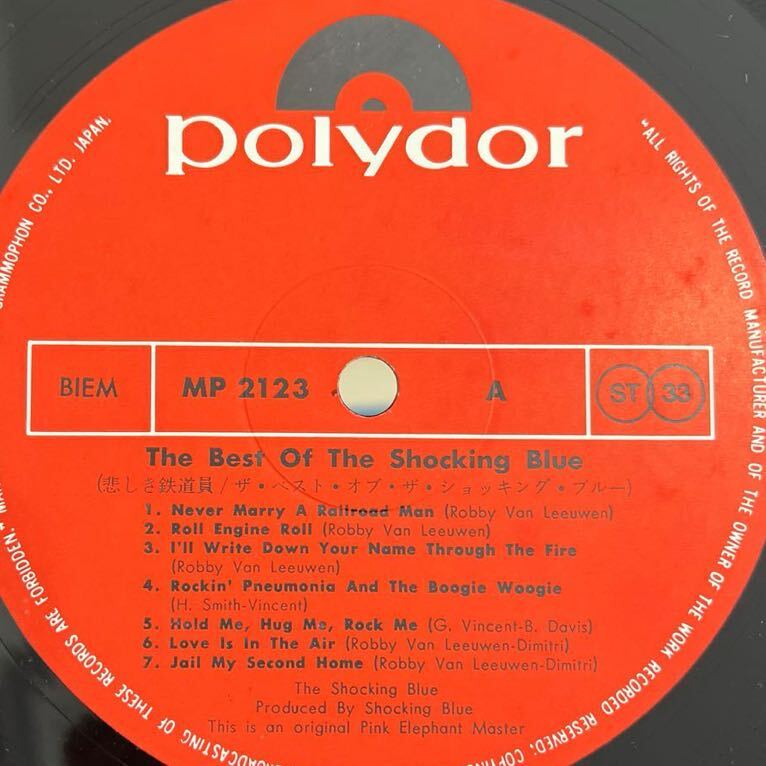 polydor
BIEM
MP 2123
A
ST 33
The Best Of The Shocking Blue
(悲しき鉄道員/ザ・ベスト・オブ・ザ・ショッキング・ブルー)
1. Never Marry A Railroad Man (Robby Van Leeuwen)
2. Roll Engine Roll (Robby Van Leeuwen)
3. I'll Write Down Your Name Through The Fire
(Robby Van Leeuwen)
4. Rockin' Pneumonia And The Boogie Woogie
(H. Smith-Vincent)
5. Hold Me, Hug Me, Rock Me (G. Vincent-B. Davis)
6. Love Is In The Air (Robby Van Leeuwen-Dimitri)
7. Jail My Second Home (Robby Van Leeuwen-Dimitri)
The Shocking Blue
Produced By Shocking Blue
This is an original Pink Elephant Master
"ALL RIGHTS OF THE RECORD MANUFACTURER AND OF THE OWNER OF THE WORK RECORDED RESERVED; COPYING
BROADCASTING OF THESE RECORDS ARE FORBIDDEN."
GRAMMOPHON CO., LTD. JAPAN.